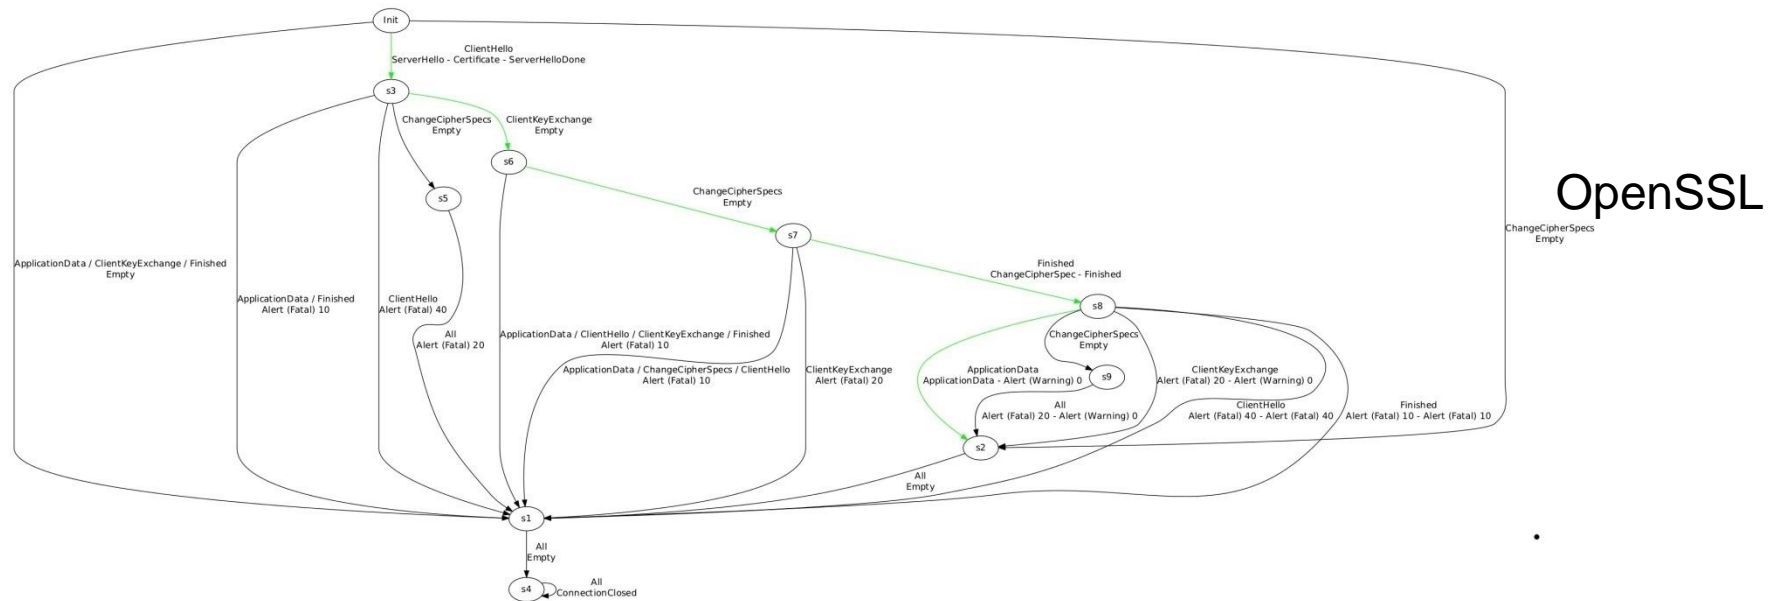 Init
ClientHello
ServerHello - Certificate - ServerHelloDone
s3
ChangeCipherSpecs
Empty
ClientKeyExchange
Empty
s6
ChangeCipherSpecs
Empty
s5
OpenSSL
s7
ChangeCipherSpecs
Empty
ApplicationData / ClientKeyExchange / Finished
Empty
Finished
ChangeCipherSpec - Finished
ApplicationData / Finished
Alert (Fatal) 10
ClientHello
Alert (Fatal) 40
s8
All
Alert (Fatal) 20
ApplicationData / ClientHello / ClientKeyExchange / Finished
Alert (Fatal) 10
ChangeCipherSpecs
Empty
ApplicationData / ChangeCipherSpecs / ClientHello
Alert (Fatal) 10
ClientKeyExchange
Alert (Fatal) 20
ApplicationData
ApplicationData - Alert (Warning) 0
s9
ClientKeyExchange
Alert (Fatal) 20 - Alert (Warning) 0
All
Alert (Fatal) 20 - Alert (Warning) 0
ClientHello
Alert (Fatal) 40 - Alert (Fatal) 40
Finished
Alert (Fatal) 10 - Alert (Fatal) 10
s2
All
Empty
s1
All
Empty
s4
All
ConnectionClosed